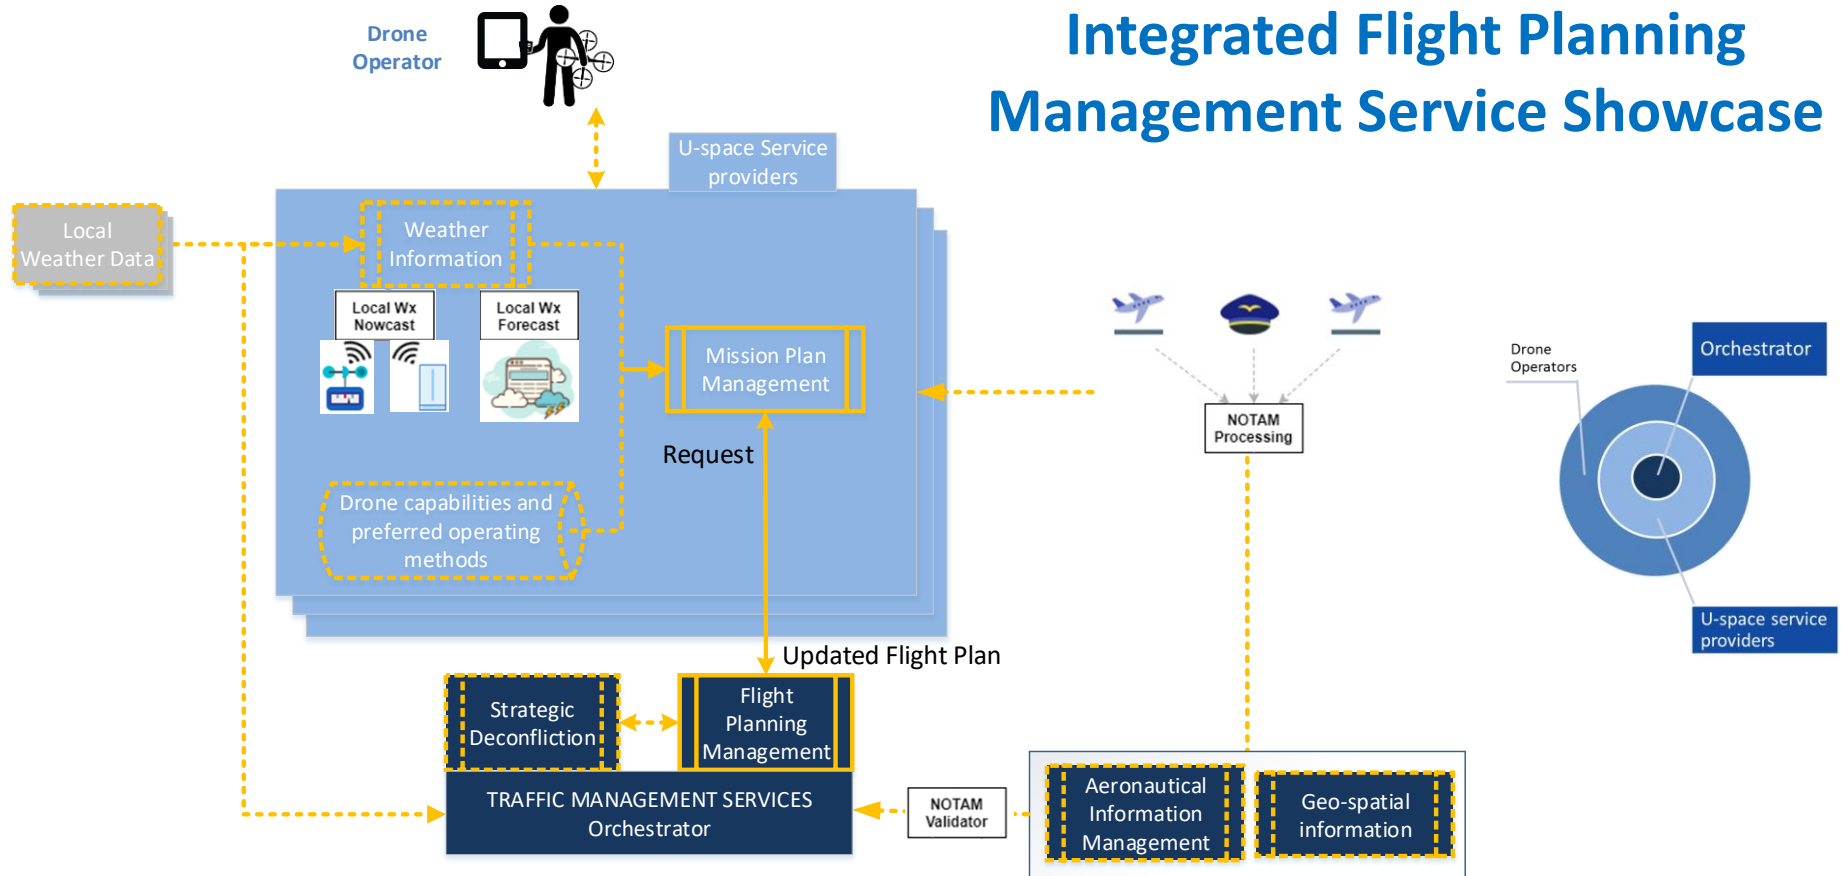 Integrated Flight Planning
Management Service Showcase
Drone
Operator
U-space Service
providers
Local
Weather Data
Weather
Information
Local Wx
Nowcast
Local Wx
Forecast
Mission Plan
Management
Request
Drone capabilities and
preferred operating
methods
Updated Flight Plan
Strategic
Deconfliction
Flight
Planning
Management
TRAFFIC MANAGEMENT SERVICES
Orchestrator
NOTAM
Validator
NOTAM
Processing
Aeronautical
Information
Management
Geo-spatial
information
Drone
Operators
Orchestrator
U-space service
providers